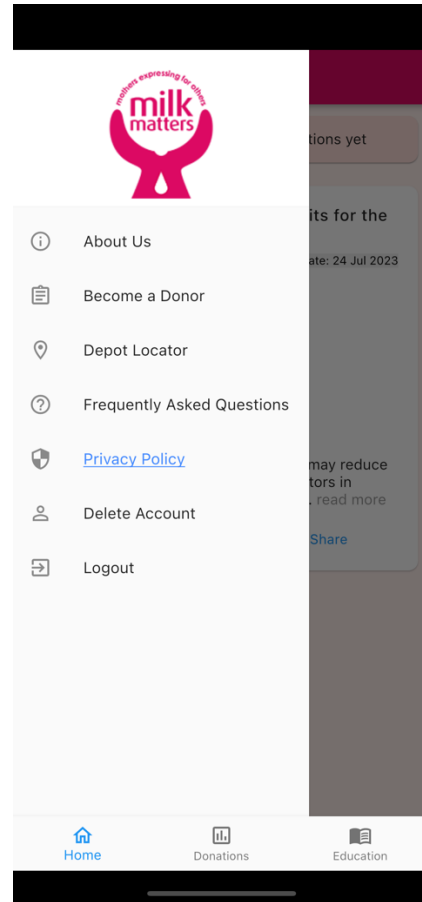 mothers expressing for others
milk
matters
tions yet
its for the
ate: 24 Jul 2023
About Us
Become a Donor
Depot Locator
Frequently Asked Questions
Privacy Policy
may reduce
tors in
. read more
Delete Account
Share
Logout
Home
Donations
Education